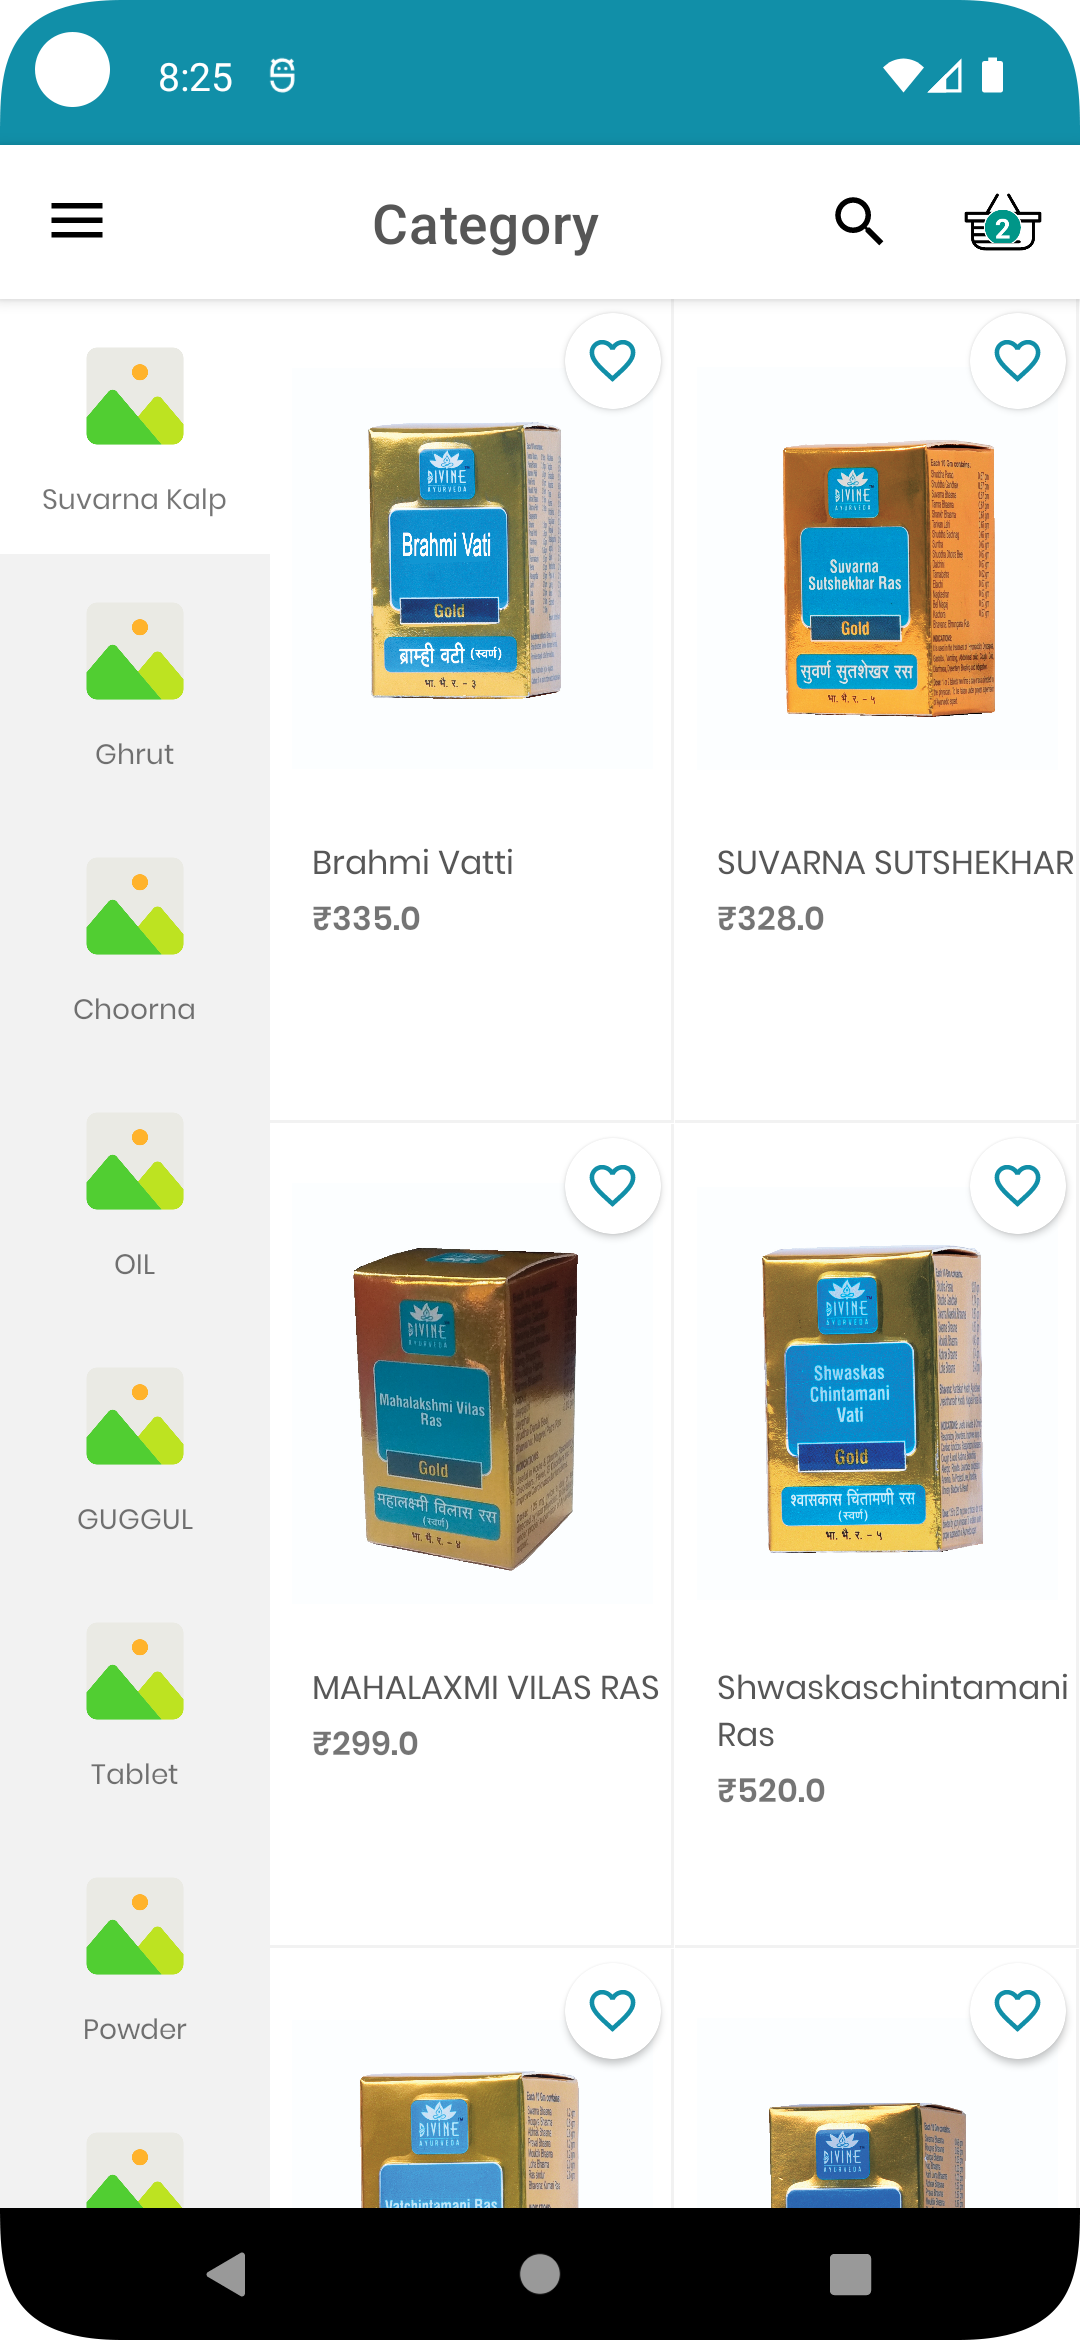 8:25
Category
2
Suvarna Kalp
Ghrut
Choorna
OIL
GUGGUL
Tablet
Powder
DIVINE
AYURVEDA
Brahmi Vati
Gold
ब्राम्ही वटी (स्वर्ण)
भा. भै. र. - ३
Brahmi Vatti
₹335.0
DIVINE
AYURVEDA
Suvarna
Sutshekhar Ras
Gold
सुवर्ण सुतशेखर रस
भा. भै. र. - ५
Each 10 Gms contains.
SUVARNA SUTSHEKHAR
₹328.0
DIVINE
AYURVEDA
Mahalakshmi Vilas
Ras
Gold
महालक्ष्मी विलास रस
(स्वर्ण)
भा. भै. र. - ४
MAHALAXMI VILAS RAS
₹299.0
DIVINE
AYURVEDA
Shwaskas
Chintamani
Vati
Gold
श्वासकास चिंतामणी रस
(स्वर्ण)
भा. भै. र. - ५
Shwaskaschintamani
Ras
₹520.0
DIVINE
AYURVEDA
Vatchintamani Ras
DIVINE
AYURVEDA